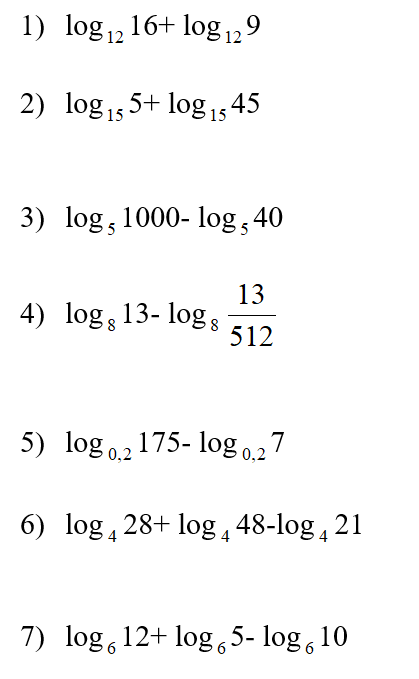 1) log₁₂ 16+ log₁₂ 9
2) log₁₅ 5+ log₁₅ 45
3) log₅ 1000- log₅ 40
4) log₈ 13- log₈ 13/512
5) log₀,₂ 175- log₀,₂ 7
6) log₄ 28+ log₄ 48-log₄ 21
7) log₆ 12+ log₆ 5- log₆ 10